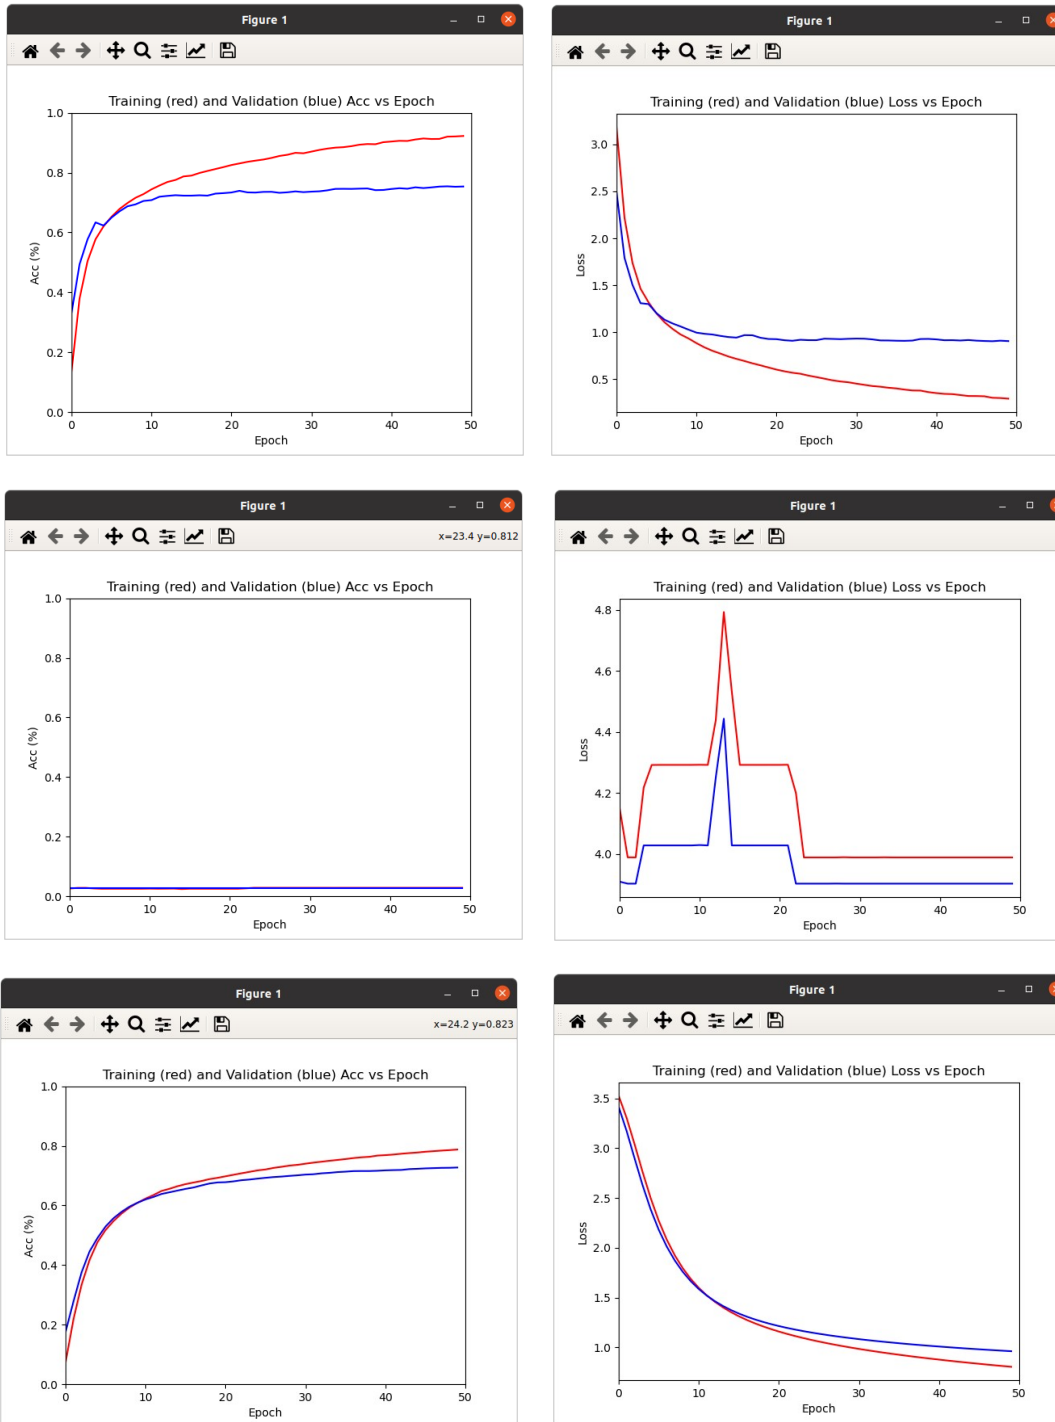 Figure 1
Training (red) and Validation (blue) Acc vs Epoch
1.0
0.8
0.6
0.4
0.2
0.0
Acc (%)
0 10 20 30 40 50
Epoch
Figure 1
Training (red) and Validation (blue) Loss vs Epoch
3.0
2.5
2.0
1.5
1.0
0.5
Loss
0 10 20 30 40 50
Epoch
Figure 1
x=23.4 y=0.812
Training (red) and Validation (blue) Acc vs Epoch
1.0
0.8
0.6
0.4
0.2
0.0
Acc (%)
0 10 20 30 40 50
Epoch
Figure 1
Training (red) and Validation (blue) Loss vs Epoch
4.8
4.6
4.4
4.2
4.0
Loss
0 10 20 30 40 50
Epoch
Figure 1
x=24.2 y=0.823
Training (red) and Validation (blue) Acc vs Epoch
1.0
0.8
0.6
0.4
0.2
0.0
Acc (%)
0 10 20 30 40 50
Epoch
Figure 1
Training (red) and Validation (blue) Loss vs Epoch
3.5
3.0
2.5
2.0
1.5
1.0
Loss
0 10 20 30 40 50
Epoch